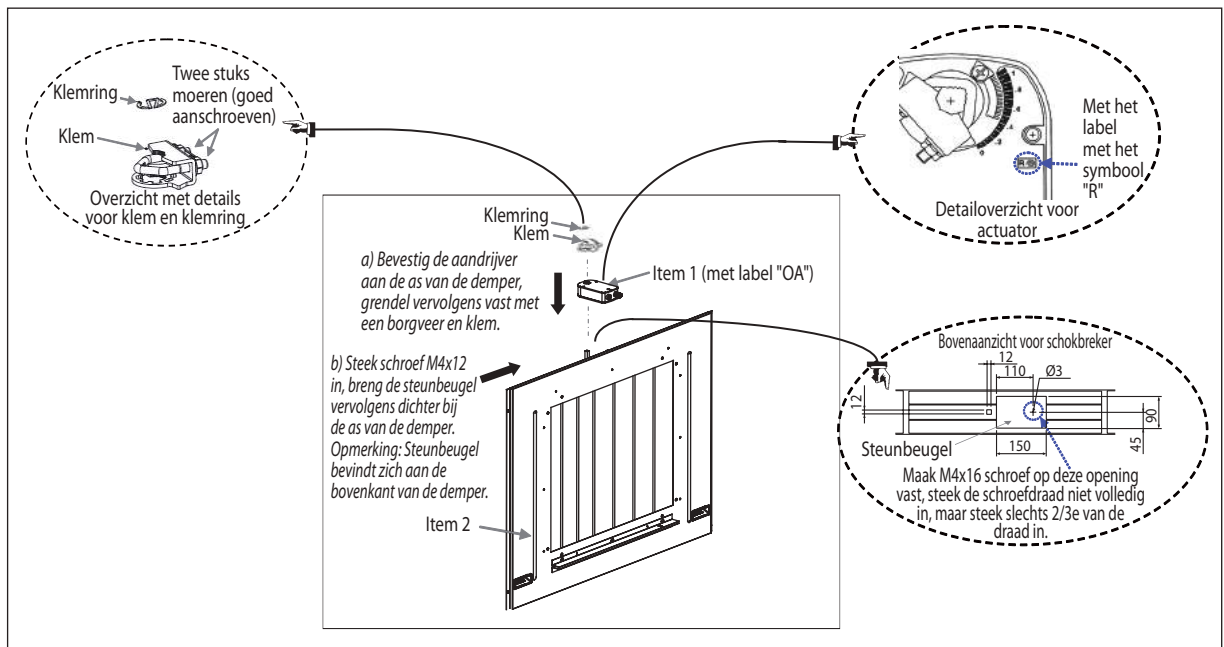 Klemring
Twee stuks
moeren (goed
aanschroeven)
Klem
Overzicht met details
voor klem en klemring
Met het
label
met het
symbool
"R"
Detailoverzicht voor
actuator
Klemring
Klem
a) Bevestig de aandrijver
aan de as van de demper,
grendel vervolgens vast met
een borgveer en klem.
Item 1 (met label "OA")
b) Steek schroef M4x12
in, breng de steunbeugel
vervolgens dichter bij
de as van de demper.
Opmerking: Steunbeugel
bevindt zich aan de
bovenkant van de demper.
Item 2
Bovenaanzicht voor schokbreker
12
110
Ø3
12
90
45
Steunbeugel
150
Maak M4x16 schroef op deze opening
vast, steek de schroefdraad niet volledig
in, maar steek slechts 2/3e van de
draad in.